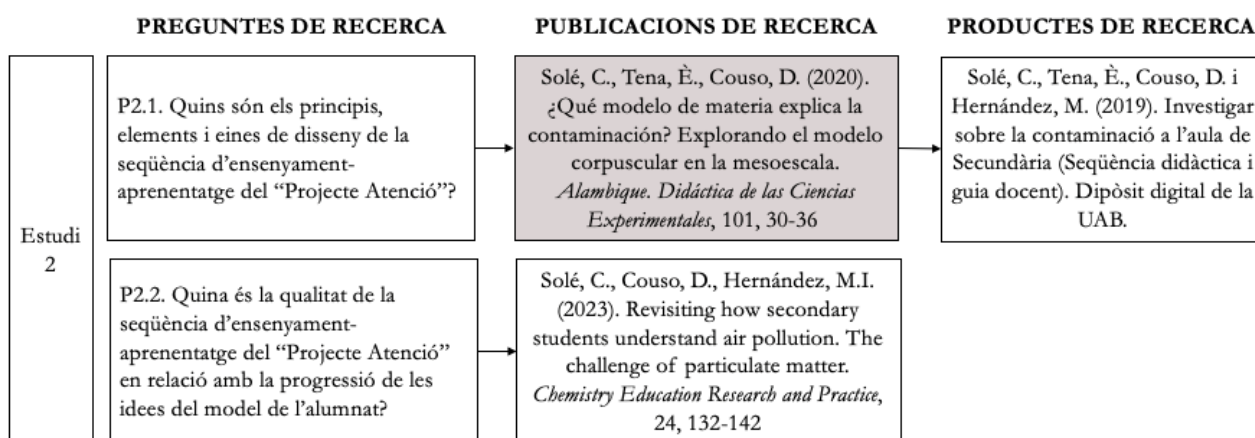 PREGUNTES DE RECERCA
PUBLICACIONS DE RECERCA
PRODUCTES DE RECERCA
Estudi
2
P2.1. Quins són els principis,
elements i eines de disseny de la
seqüència d’ensenyament-
aprenentatge del “Projecte Atenció”?
Solé, C., Tena, È., Couso, D. (2020).
¿Qué modelo de materia explica la
contaminación? Explorando el modelo
corpuscular en la mesoescala.
Alambique. Didáctica de las Ciencias
Experimentales, 101, 30-36
Solé, C., Tena, È., Couso, D. i
Hernández, M. (2019). Investigar
sobre la contaminació a l’aula de
Secundària (Seqüència didàctica i
guia docent). Dipòsit digital de la
UAB.
P2.2. Quina és la qualitat de la
seqüència d’ensenyament-
aprenentatge del “Projecte Atenció”
en relació amb la progressió de les
idees del model de l’alumnat?
Solé, C., Couso, D., Hernández, M.I.
(2023). Revisiting how secondary
students understand air pollution. The
challenge of particulate matter.
Chemistry Education Research and Practice,
24, 132-142